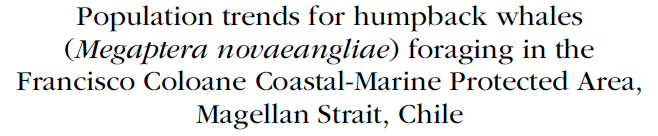 Population trends for humpback whales
(Megaptera novaeangliae) foraging in the
Francisco Coloane Coastal-Marine Protected Area,
Magellan Strait, Chile